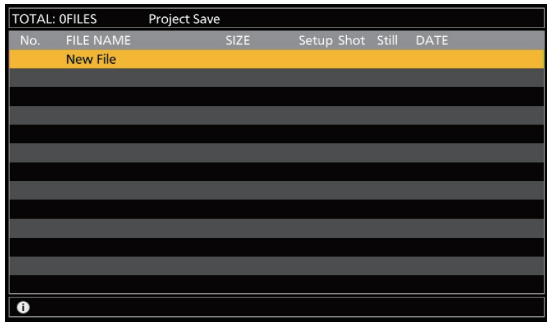 TOTAL: 0FILES Project Save
No. FILE NAME SIZE Setup Shot Still DATE
New File